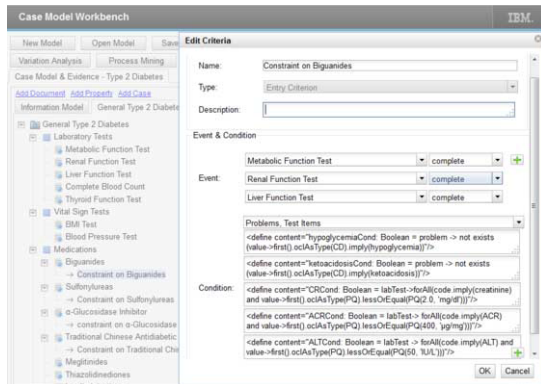 Case Model Workbench
IBM.
New Model Open Model Save
Variation Analysis Process Mining
Case Model & Evidence - Type 2 Diabetes
Add Document Add Property Add Case
Information Model General Type 2 Diabete
General Type 2 Diabetes
Laboratory Tests
Metabolic Function Test
Renal Function Test
Liver Function Test
Complete Blood Count
Thyroid Function Test
Vital Sign Tests
BMI Test
Blood Pressure Test
Medications
Biguanides
→ Constraint on Biguanides
Sulfonylureas
→ Constraint on Sulfonylureas
α-Glucosidase Inhibitor
→ constraint on α-Glucosidase
Traditional Chinese Antidiabetic
→ Constraint on Traditional Chi
Meglitinides
Thiazolidinediones
Edit Criteria
Name: Constraint on Biguanides
Type: Entry Criterion
Description:
Event & Condition
Metabolic Function Test complete
Event: Renal Function Test complete
Liver Function Test complete
Problems, Test Items
<define content="hypoglycemiaCond: Boolean = problem -> not exists
(value->first().oclAsType(CD).imply(hypoglycemia))"/>
<define content="ketoacidosisCond: Boolean = problem -> not exists
(value->first().oclAsType(CD).imply(ketoacidosis))"/>
Condition:
<define content="CRCond: Boolean = labTest->forAll(code.imply(creatinine)
and value->first().oclAsType(PQ).lessOrEqual(PQ(2.0, 'mg/dl')))"/>
<define content="ACRCond: Boolean = labTest-> forAll(code.imply(ACR)
and value->first().oclAsType(PQ).lessOrEqual(PQ(400, 'μg/mg')))"/>
<define content="ALTCond: Boolean = labTest -> forAll(code.imply(ALT) and
value->first().oclAsType(PQ).lessOrEqual(PQ(50, 'IU/L')))"/>
OK Cancel